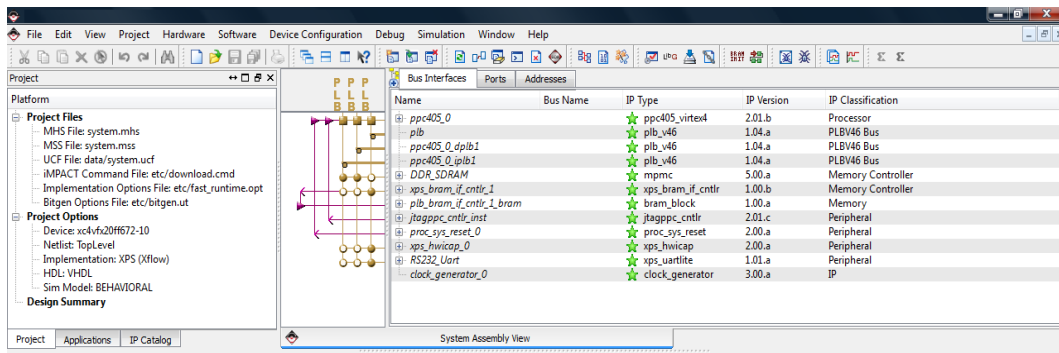 File Edit View Project Hardware Software Device Configuration Debug Simulation Window Help
Project
Platform
Project Files
MHS File: system.mhs
MSS File: system.mss
UCF File: data/system.ucf
iMPACT Command File: etc/download.cmd
Implementation Options File: etc/fast_runtime.opt
Bitgen Options File: etc/bitgen.ut
Project Options
Device: xc4vfx20ff672-10
Netlist: TopLevel
Implementation: XPS (Xflow)
HDL: VHDL
Sim Model: BEHAVIORAL
Design Summary
Project Applications IP Catalog
P P P
L L L
B B B
Bus Interfaces Ports Addresses
Name Bus Name IP Type IP Version IP Classification
ppc405_0 ppc405_virtex4 2.01.b Processor
plb plb_v46 1.04.a PLBV46 Bus
ppc405_0_dplb1 plb_v46 1.04.a PLBV46 Bus
ppc405_0_iplb1 plb_v46 1.04.a PLBV46 Bus
DDR_SDRAM mpmc 5.00.a Memory Controller
xps_bram_if_cntlr_1 xps_bram_if_cntlr 1.00.b Memory Controller
plb_bram_if_cntlr_1_bram bram_block 1.00.a Memory
jtagppc_cntlr_inst jtagppc_cntlr 2.01.c Peripheral
proc_sys_reset_0 proc_sys_reset 2.00.a Peripheral
xps_hwicap_0 xps_hwicap 2.00.a Peripheral
RS232_Uart xps_uartlite 1.01.a Peripheral
clock_generator_0 clock_generator 3.00.a IP
System Assembly View